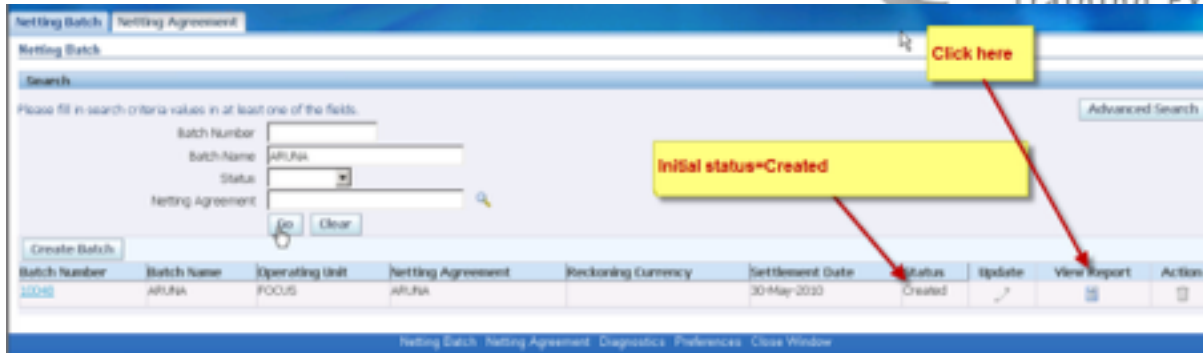 Netting Batch Netting Agreement
Netting Batch
Click here
Search
Please fill in search criteria values in at least one of the fields.
Advanced Search
Batch Number
Batch Name ARUNA
Initial status=Created
Status
Netting Agreement
Go Clear
Create Batch
Batch Number Batch Name Operating Unit Netting Agreement Reckoning Currency Settlement Date Status Update View Report Action
10040 ARUNA FOCUS ARUNA 30-May-2010 Created
Netting Batch Netting Agreement Diagnostics Preferences Close Window